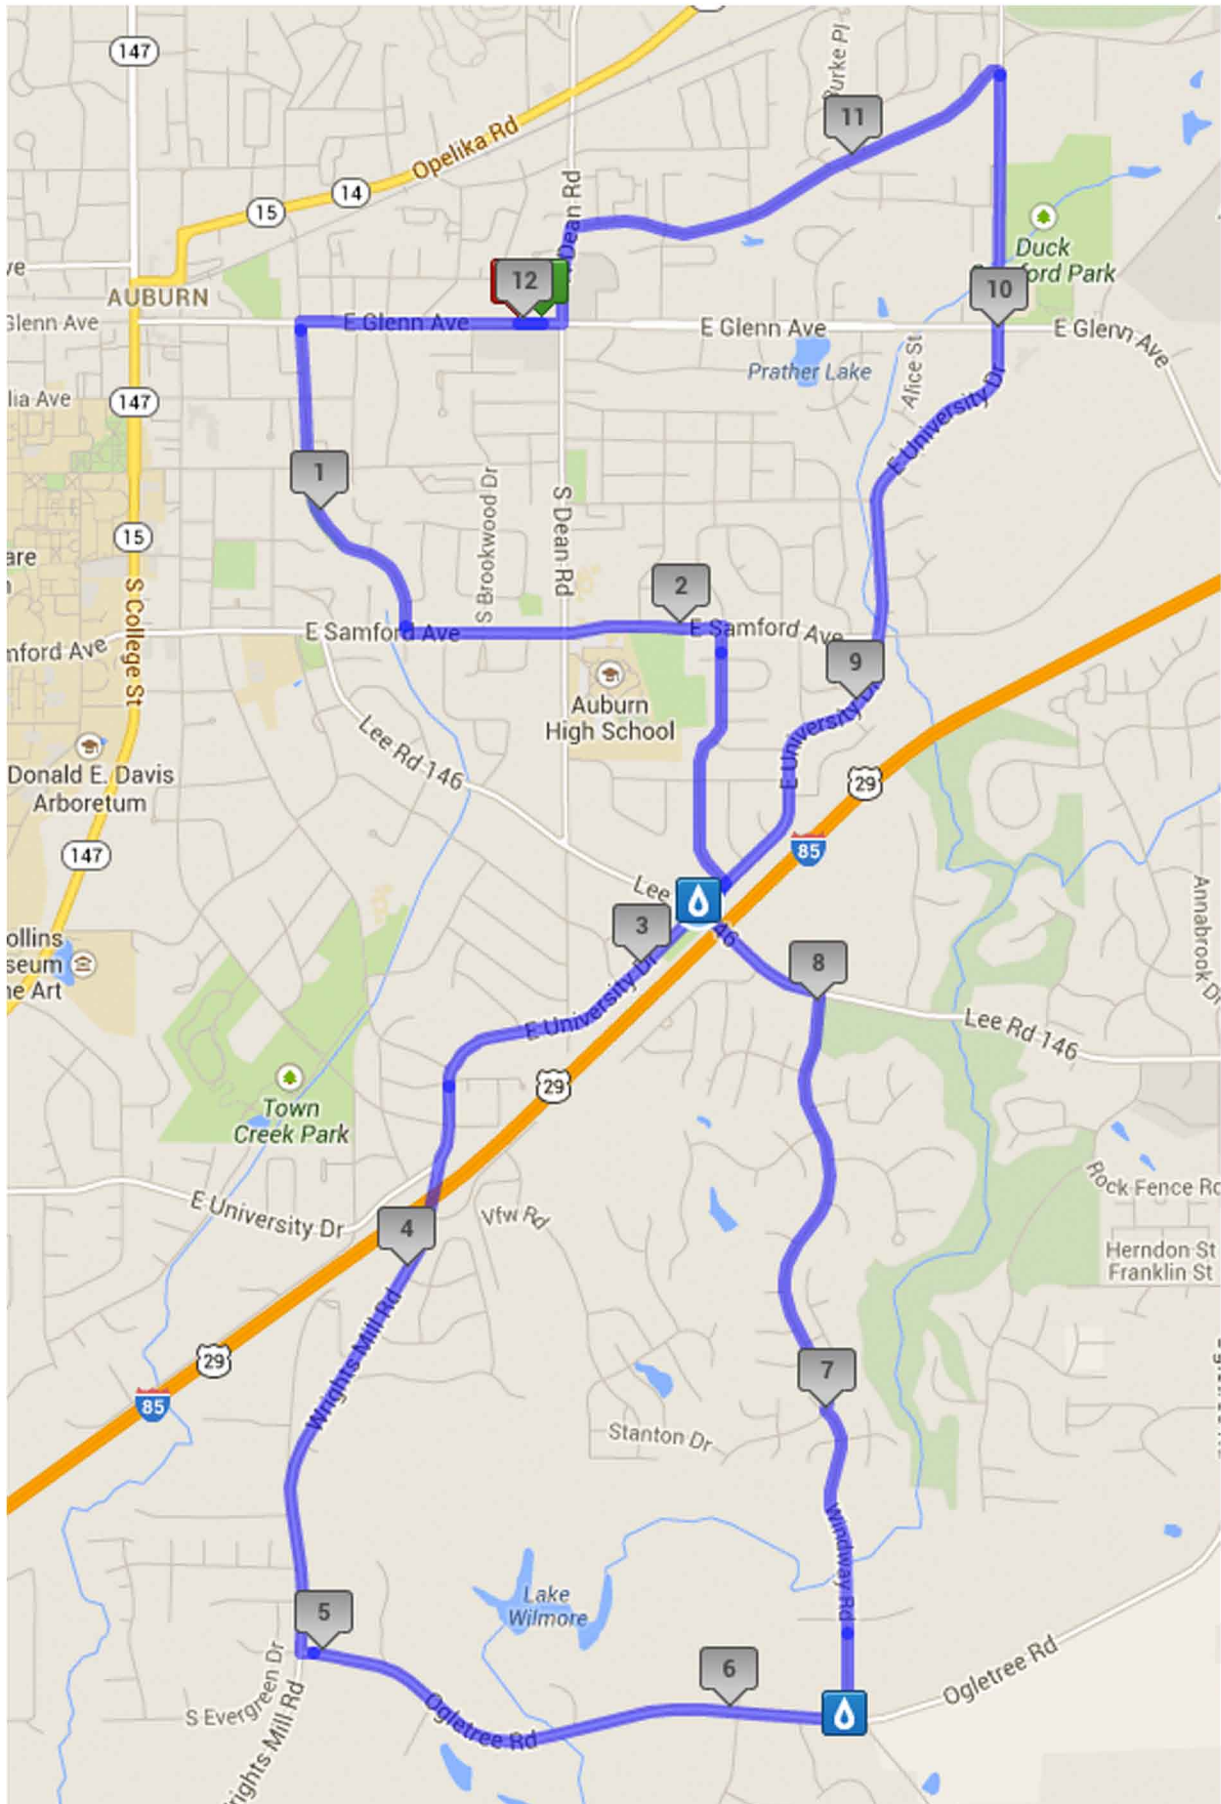 147
Burke Pl
11
Opelika Rd
14
15
N Dean Rd
Duck
Samford Park
ve
AUBURN
12
10
Glenn Ave
E Glenn Ave
E Glenn Ave
E Glenn Ave
Prather Lake
Alice St
lia Ave
147
E University Dr
1
S Brookwood Dr
S Dean Rd
15
are
n
2
S College St
E Samford Ave
E Samford Ave
mford Ave
9
Auburn
High School
E University Dr
Lee Rd 146
Donald E. Davis
Arboretum
29
85
147
Lee
46
3
ollins
seum
ne Art
8
Annabrook Dr
E University Dr
Lee Rd 146
29
Town
Creek Park
Rock Fence Rd
E University Dr
Vfw Rd
4
Herndon St
Franklin St
Wrights Mill Rd
29
7
85
Stanton Dr
Windway Rd
Lake
Wilmore
5
S Evergreen Dr
6
Ogletree Rd
Ogletree Rd
rights Mill Rd